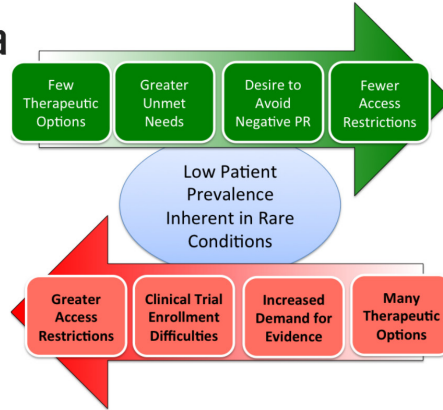 a
Few
Therapeutic
Options
Greater
Unmet
Needs
Desire to
Avoid
Negative PR
Fewer
Access
Restrictions
Low Patient
Prevalence
Inherent in Rare
Conditions
Greater
Access
Restrictions
Clinical Trial
Enrollment
Difficulties
Increased
Demand for
Evidence
Many
Therapeutic
Options